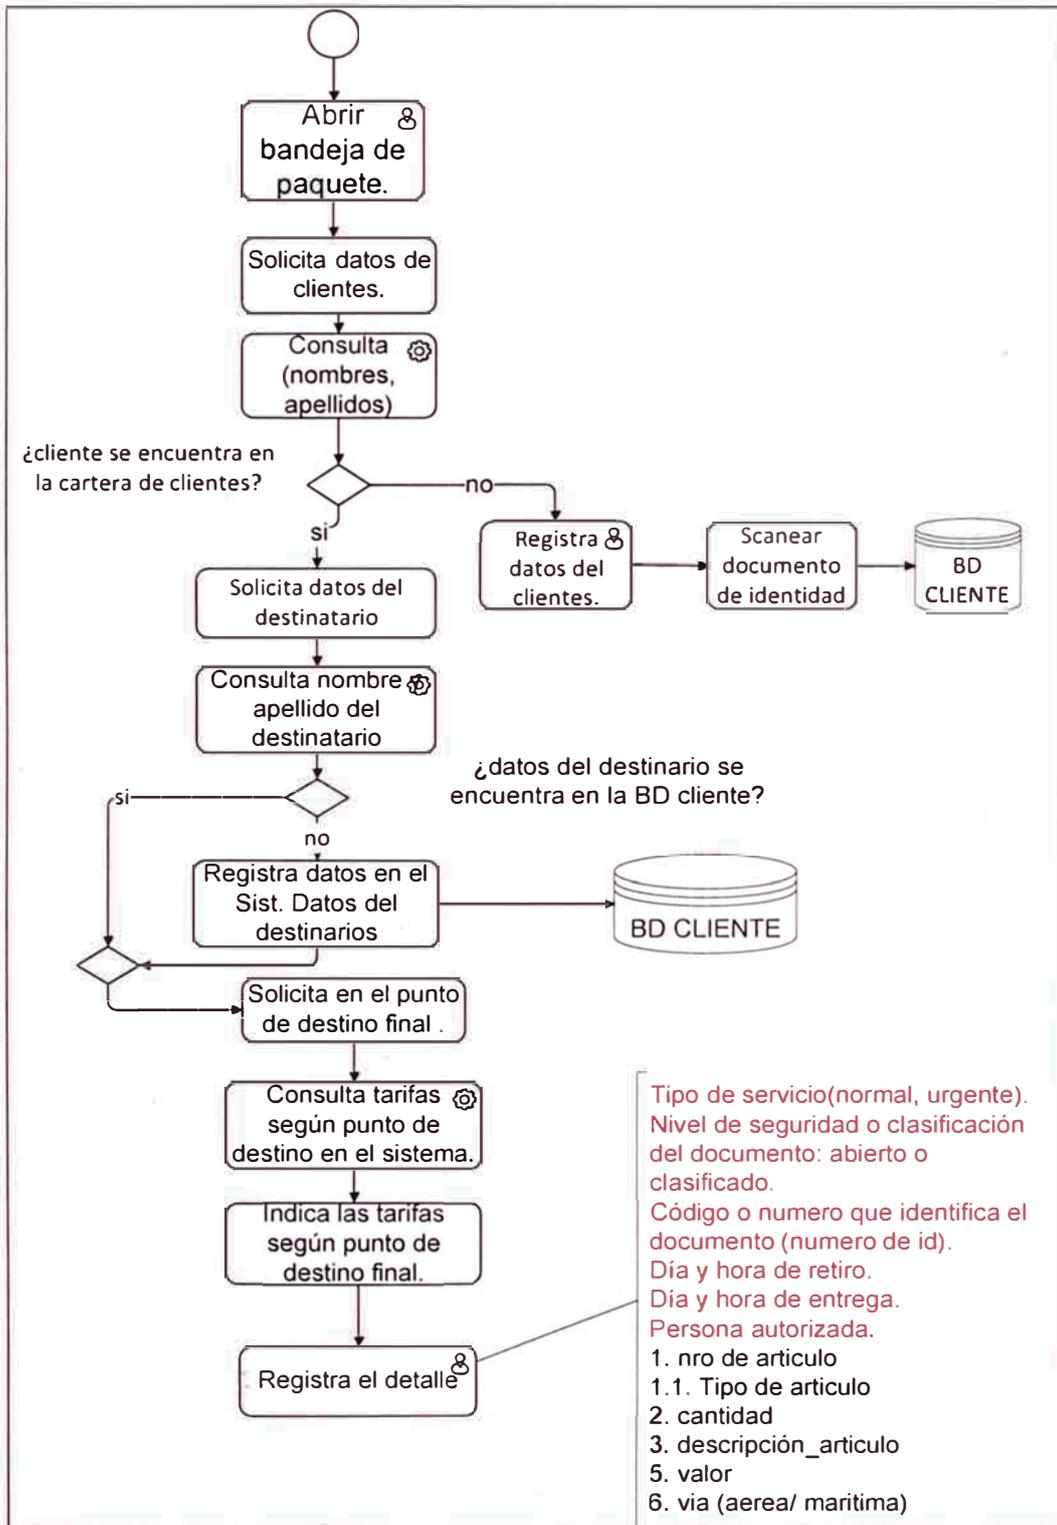 Abrir
bandeja de
paquete.
Solicita datos de
clientes.
Consulta
(nombres,
apellidos)
¿cliente se encuentra en
la cartera de clientes?
no
si
Registra
datos del
clientes.
Scanear
documento
de identidad
BD
CLIENTE
Solicita datos del
destinatario
Consulta nombre
apellido del
destinatario
¿datos del destinario se
encuentra en la BD cliente?
si
no
Registra datos en el
Sist. Datos del
destinarios
BD CLIENTE
Solicita en el punto
de destino final .
Consulta tarifas
según punto de
destino en el sistema.
Indica las tarifas
según punto de
destino final.
Registra el detalle
Tipo de servicio(normal, urgente).
Nivel de seguridad o clasificación
del documento: abierto o
clasificado.
Código o numero que identifica el
documento (numero de id).
Día y hora de retiro.
Día y hora de entrega.
Persona autorizada.
1. nro de articulo
1.1. Tipo de articulo
2. cantidad
3. descripción_articulo
5. valor
6. via (aerea/ maritima)